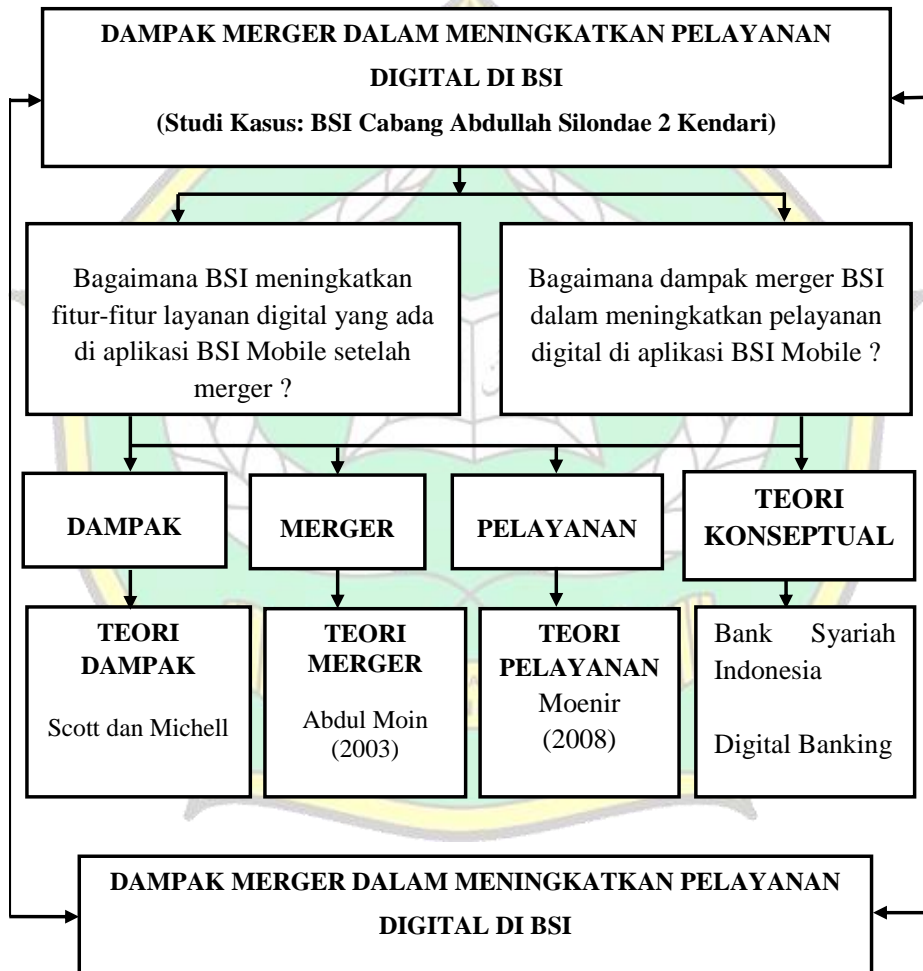 DAMPAK MERGER DALAM MENINGKATKAN PELAYANAN
DIGITAL DI BSI
(Studi Kasus: BSI Cabang Abdullah Silondae 2 Kendari)
Bagaimana BSI meningkatkan
fitur-fitur layanan digital yang ada
di aplikasi BSI Mobile setelah
merger ?
Bagaimana dampak merger BSI
dalam meningkatkan pelayanan
digital di aplikasi BSI Mobile ?
DAMPAK
MERGER
PELAYANAN
TEORI
KONSEPTUAL
TEORI
DAMPAK
Scott dan Michell
TEORI
MERGER
Abdul Moin
(2003)
TEORI
PELAYANAN
Moenir
(2008)
Bank Syariah
Indonesia
Digital Banking
DAMPAK MERGER DALAM MENINGKATKAN PELAYANAN
DIGITAL DI BSI